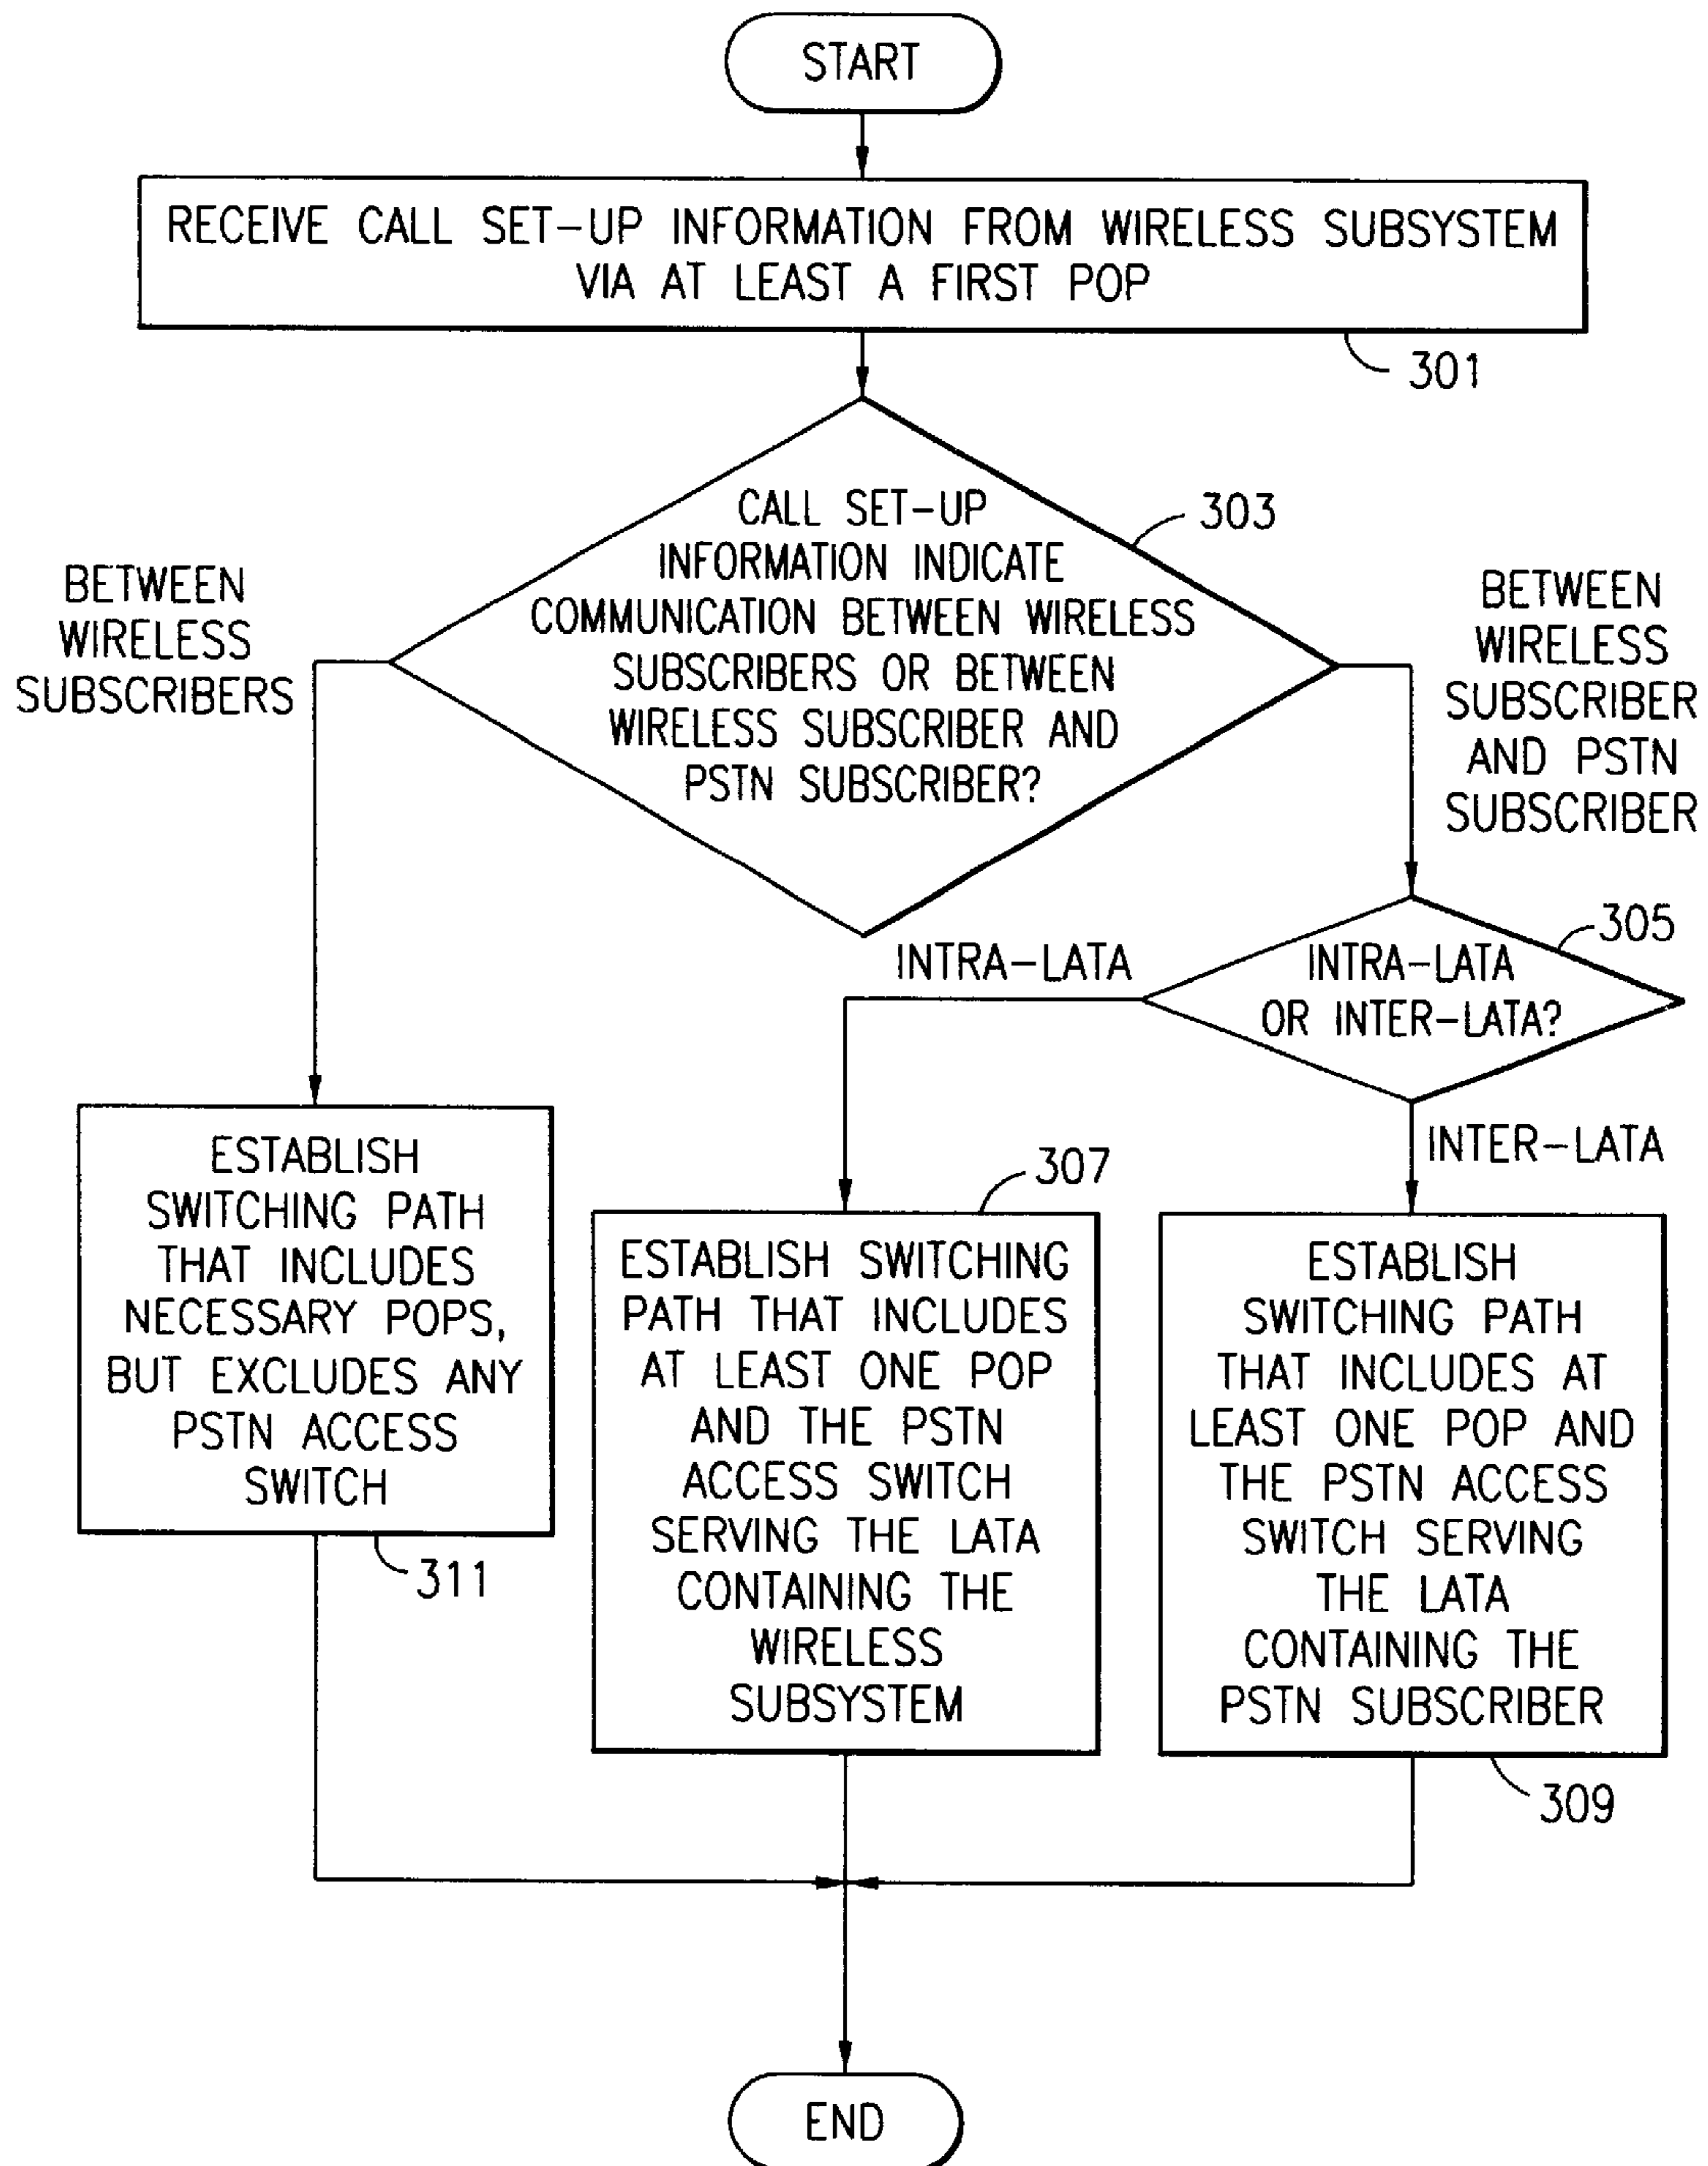 START
RECEIVE CALL SET-UP INFORMATION FROM WIRELESS SUBSYSTEM
VIA AT LEAST A FIRST POP
301
CALL SET-UP
INFORMATION INDICATE
COMMUNICATION BETWEEN WIRELESS
SUBSCRIBERS OR BETWEEN
WIRELESS SUBSCRIBER AND
PSTN SUBSCRIBER?
303
BETWEEN
WIRELESS
SUBSCRIBERS
BETWEEN
WIRELESS
SUBSCRIBER
AND PSTN
SUBSCRIBER
INTRA-LATA
OR INTER-LATA?
305
INTRA-LATA
INTER-LATA
ESTABLISH
SWITCHING PATH
THAT INCLUDES
NECESSARY POPS,
BUT EXCLUDES ANY
PSTN ACCESS
SWITCH
311
307
ESTABLISH SWITCHING
PATH THAT INCLUDES
AT LEAST ONE POP
AND THE PSTN
ACCESS SWITCH
SERVING THE LATA
CONTAINING THE
WIRELESS
SUBSYSTEM
ESTABLISH
SWITCHING PATH
THAT INCLUDES AT
LEAST ONE POP AND
THE PSTN ACCESS
SWITCH SERVING
THE LATA
CONTAINING THE
PSTN SUBSCRIBER
309
END